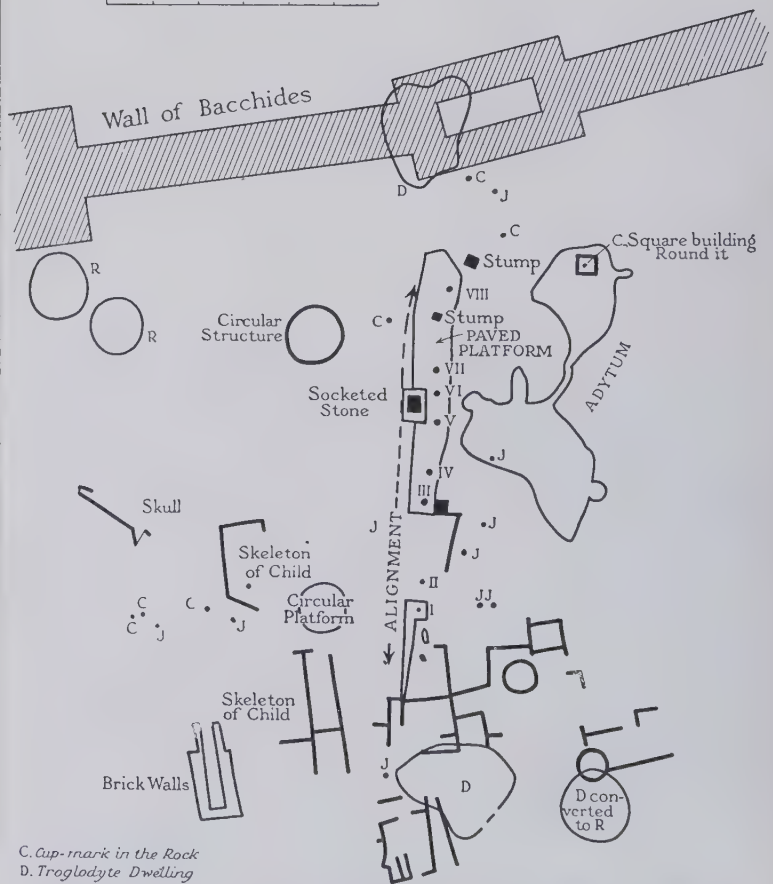 Wall of Bacchides
D
C
J
C
C. Square building
Round it
R
R
Circular
Structure
C
Stump
VIII
Stump
PAVED
PLATFORM
VII
VI
Socketed
Stone
V
ADYTUM
J
IV
III
Skull
J
J
Skeleton
of Child
J
ALIGNMENT
II
Circular
Platform
I
JJ
C
C
C
J
J
Skeleton
of Child
Brick Walls
J
D
D con-
verted
to R
C. Cup-mark in the Rock
D. Troglodyte Dwelling